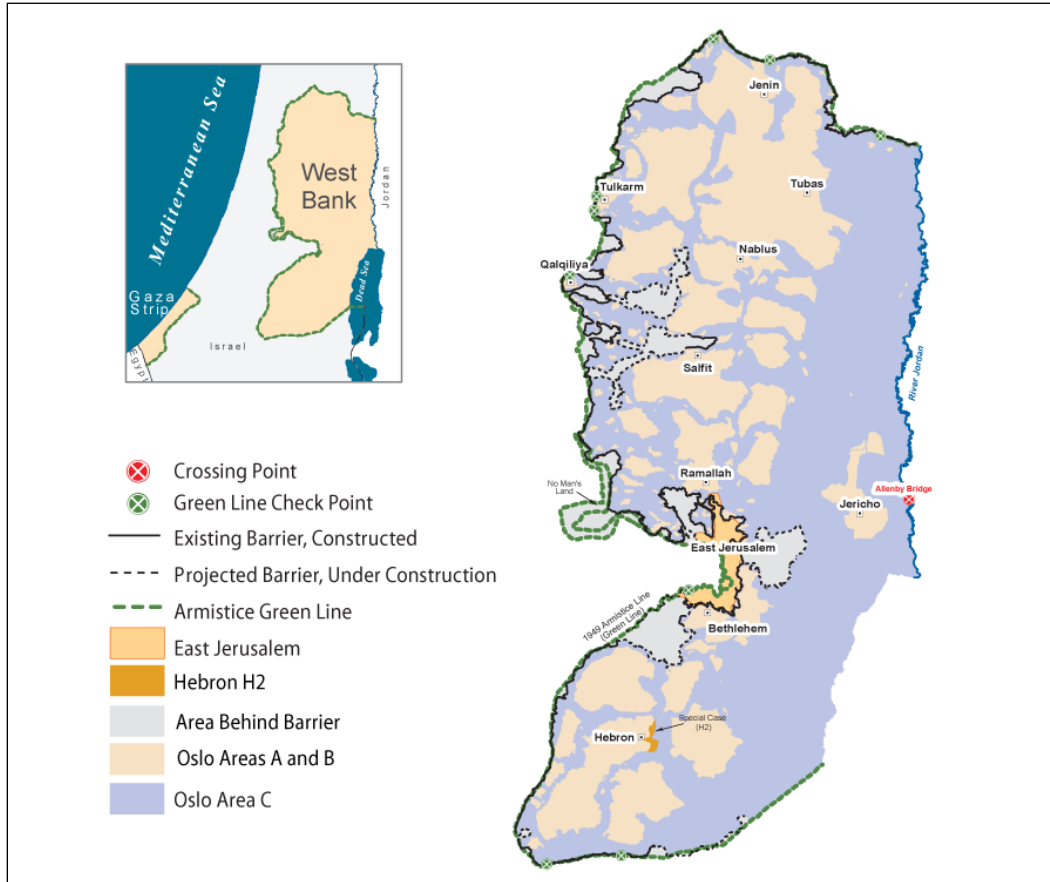 Mediterranean Sea
West
Bank
Jordan
Dead Sea
Gaza
Strip
Egypt
Israel
Crossing Point
Green Line Check Point
Existing Barrier, Constructed
Projected Barrier, Under Construction
Armistice Green Line
East Jerusalem
Hebron H2
Area Behind Barrier
Oslo Areas A and B
Oslo Area C
Jenin
Tubas
Tulkarm
Nablus
Qalqiliya
Salfit
River Jordan
Ramallah
No Man's
Land
Allenby Bridge
Jericho
East Jerusalem
1949 Armistice Line
(Green Line)
Bethlehem
Special Case
(H2)
Hebron